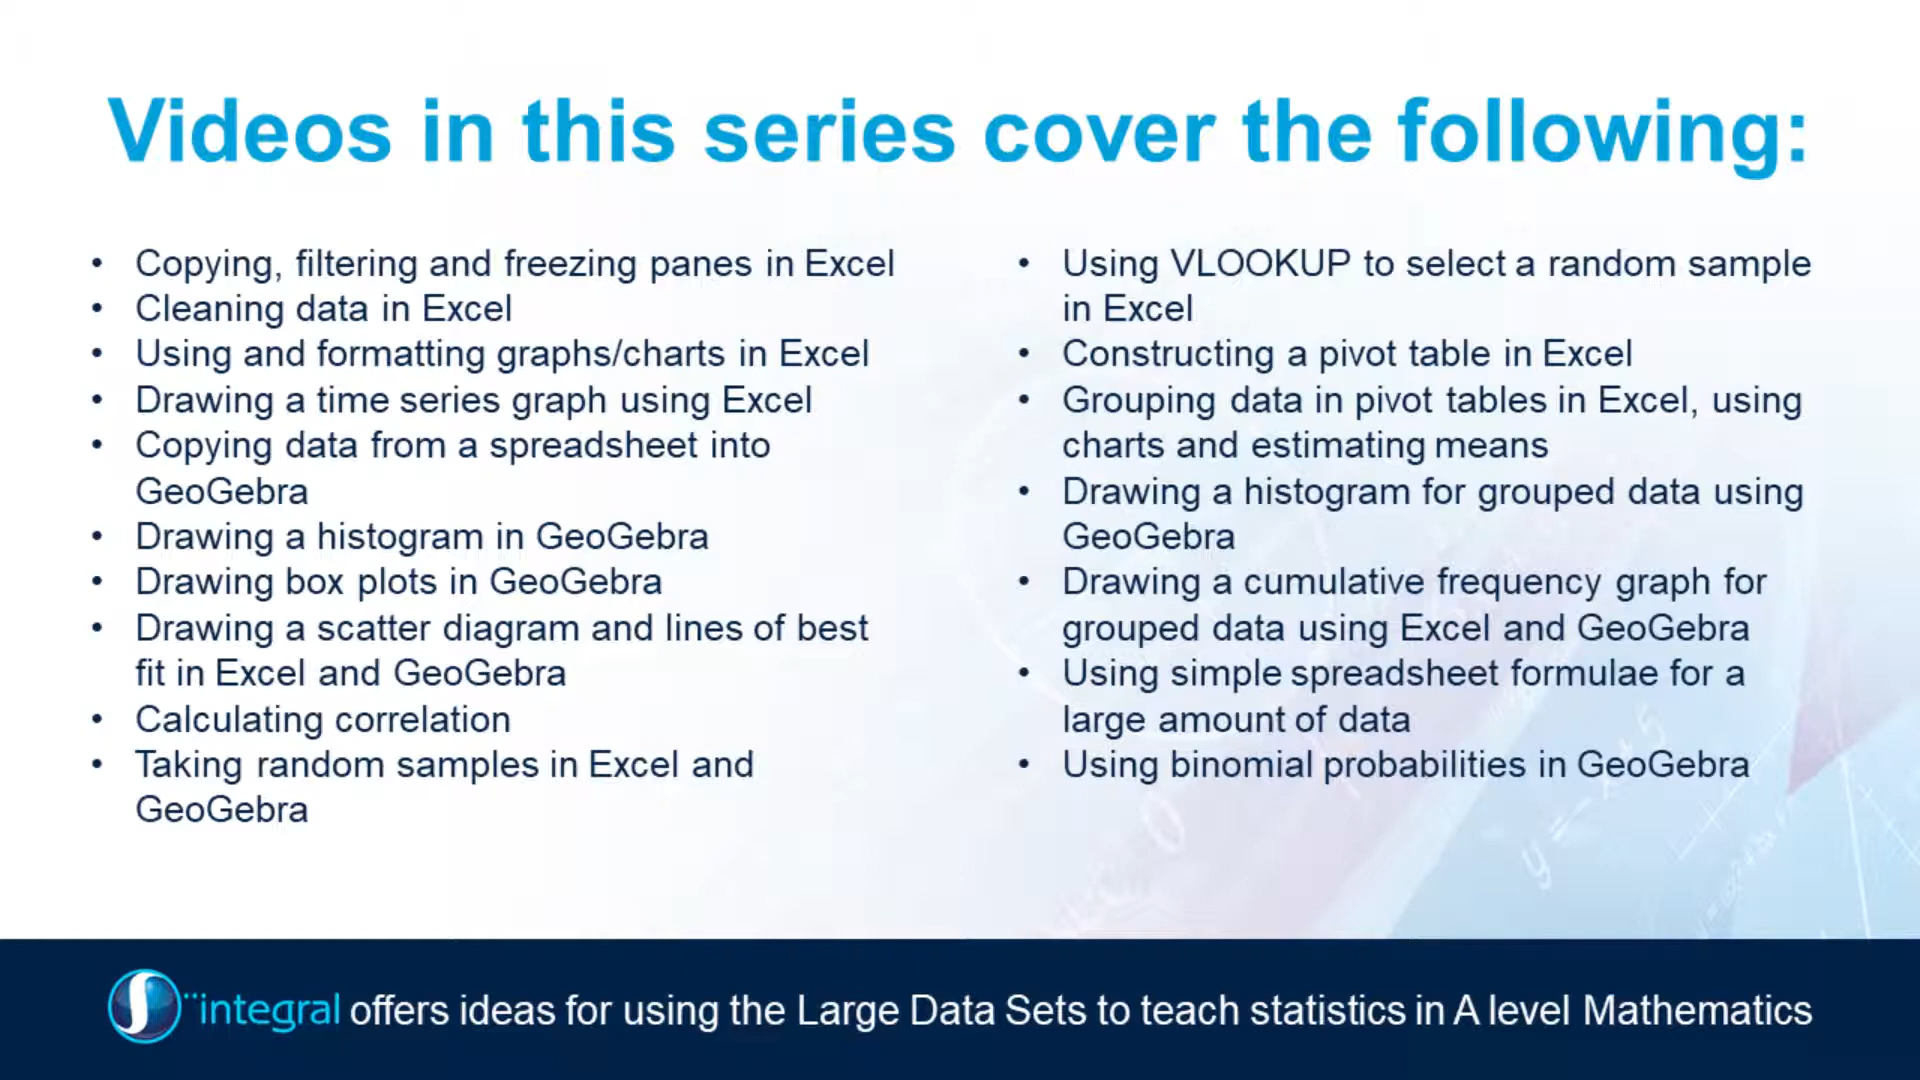 Videos in this series cover the following:
• Copying, filtering and freezing panes in Excel
• Cleaning data in Excel
• Using and formatting graphs/charts in Excel
• Drawing a time series graph using Excel
• Copying data from a spreadsheet into
GeoGebra
• Drawing a histogram in GeoGebra
• Drawing box plots in GeoGebra
• Drawing a scatter diagram and lines of best
fit in Excel and GeoGebra
• Calculating correlation
• Taking random samples in Excel and
GeoGebra
• Using VLOOKUP to select a random sample
in Excel
• Constructing a pivot table in Excel
• Grouping data in pivot tables in Excel, using
charts and estimating means
• Drawing a histogram for grouped data using
GeoGebra
• Drawing a cumulative frequency graph for
grouped data using Excel and GeoGebra
• Using simple spreadsheet formulae for a
large amount of data
• Using binomial probabilities in GeoGebra
integral offers ideas for using the Large Data Sets to teach statistics in A level Mathematics